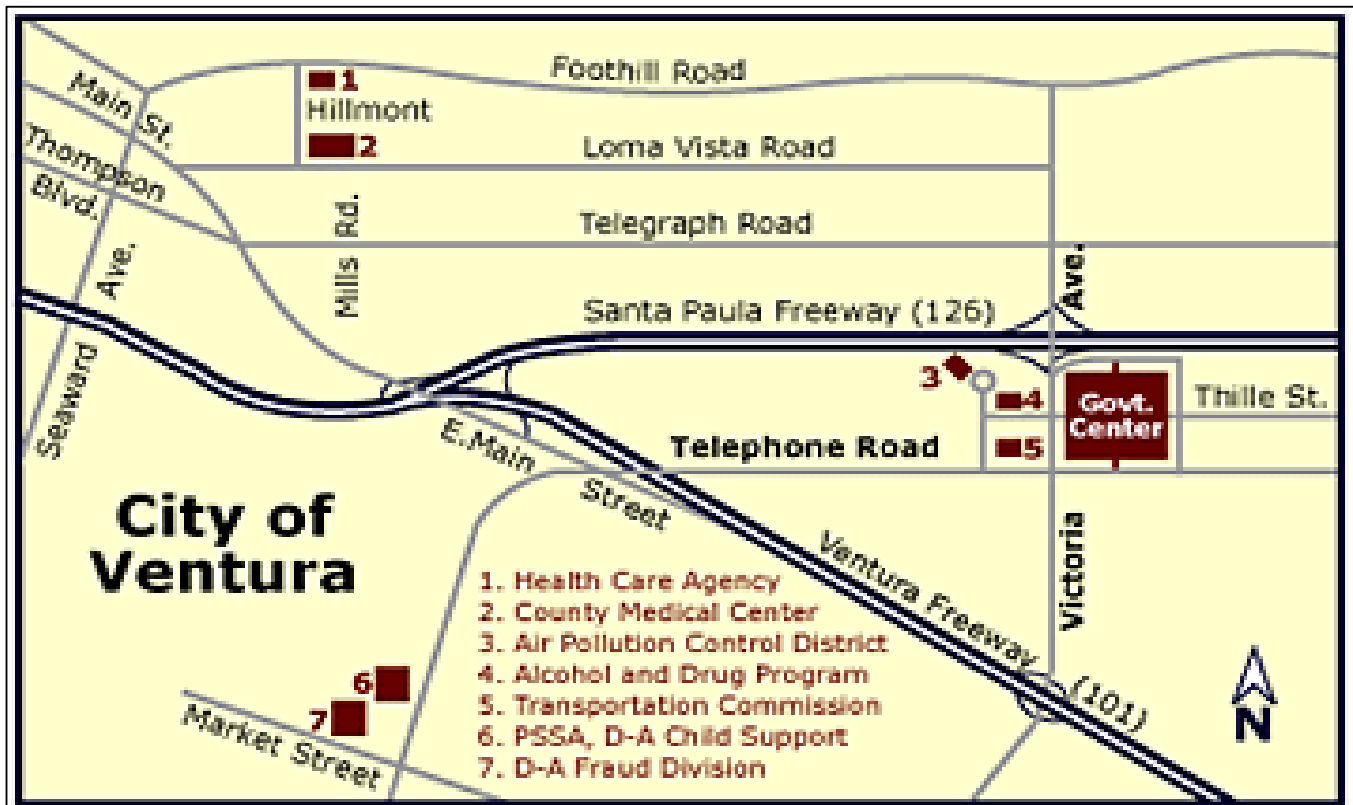 Foothill Road
1
Hillmont
2
Main St.
Loma Vista Road
Thompson
Blvd.
Mills Rd.
Telegraph Road
Seaward Ave.
Santa Paula Freeway (126)
Victoria Ave.
3
4
Govt.
Center
Thille St.
E. Main
Street
Telephone Road
5
City of
Ventura
Ventura Freeway (101)
1. Health Care Agency
2. County Medical Center
3. Air Pollution Control District
4. Alcohol and Drug Program
5. Transportation Commission
6. PSSA, D-A Child Support
7. D-A Fraud Division
6
7
Market Street
N